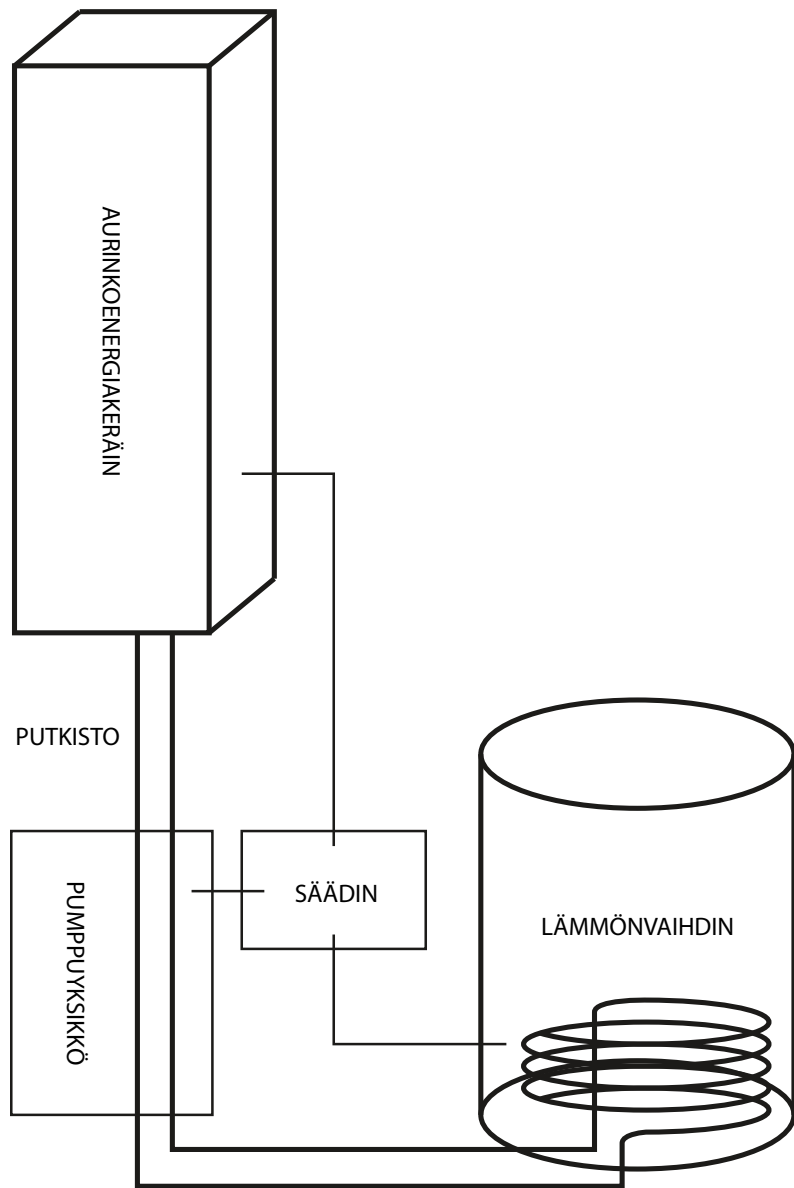 AURINKOENERGIAKERÄIN
PUTKISTO
PUMPPUYKSIKKÖ
SÄÄDIN
LÄMMÖNVAIHDIN